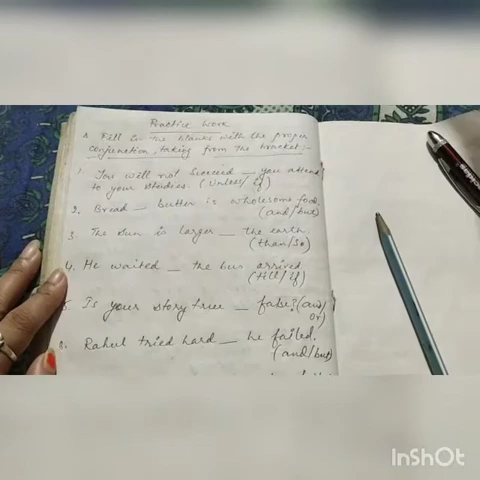 Practice Work
2. Fill in the blanks with the proper
conjunction, taking from the bracket:-
1. You will not succeed _ you attend
to your studies. (Unless/if)
2. Bread _ butter is wholesome food.
(and/but)
3. The sun is larger _ the earth.
(than/so)
4. He waited _ the bus arrived
(till/if)
5. Is your story true _ false? (and/
or)
6. Rahul tried hard _ he failed.
(and/but)
InShOt